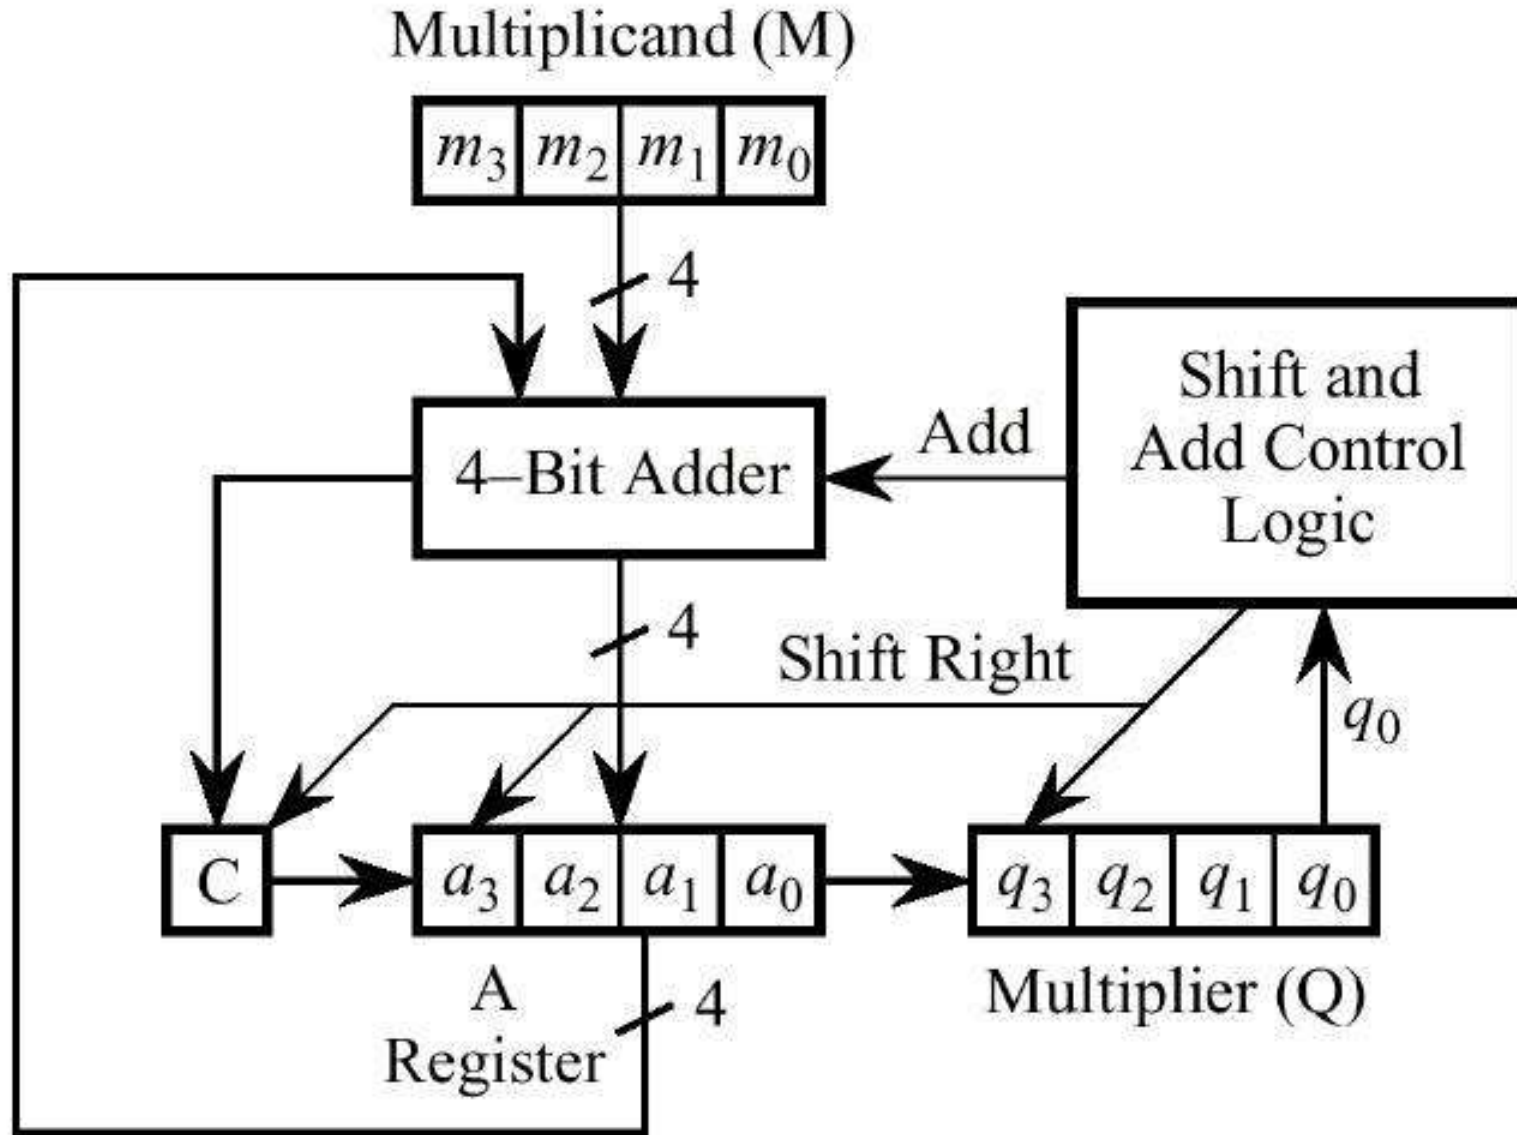 Multiplicand (M)
m3 m2 m1 m0
4
4–Bit Adder
Add
Shift and
Add Control
Logic
4
Shift Right
q0
C
a3 a2 a1 a0
q3 q2 q1 q0
A
Register
4
Multiplier (Q)